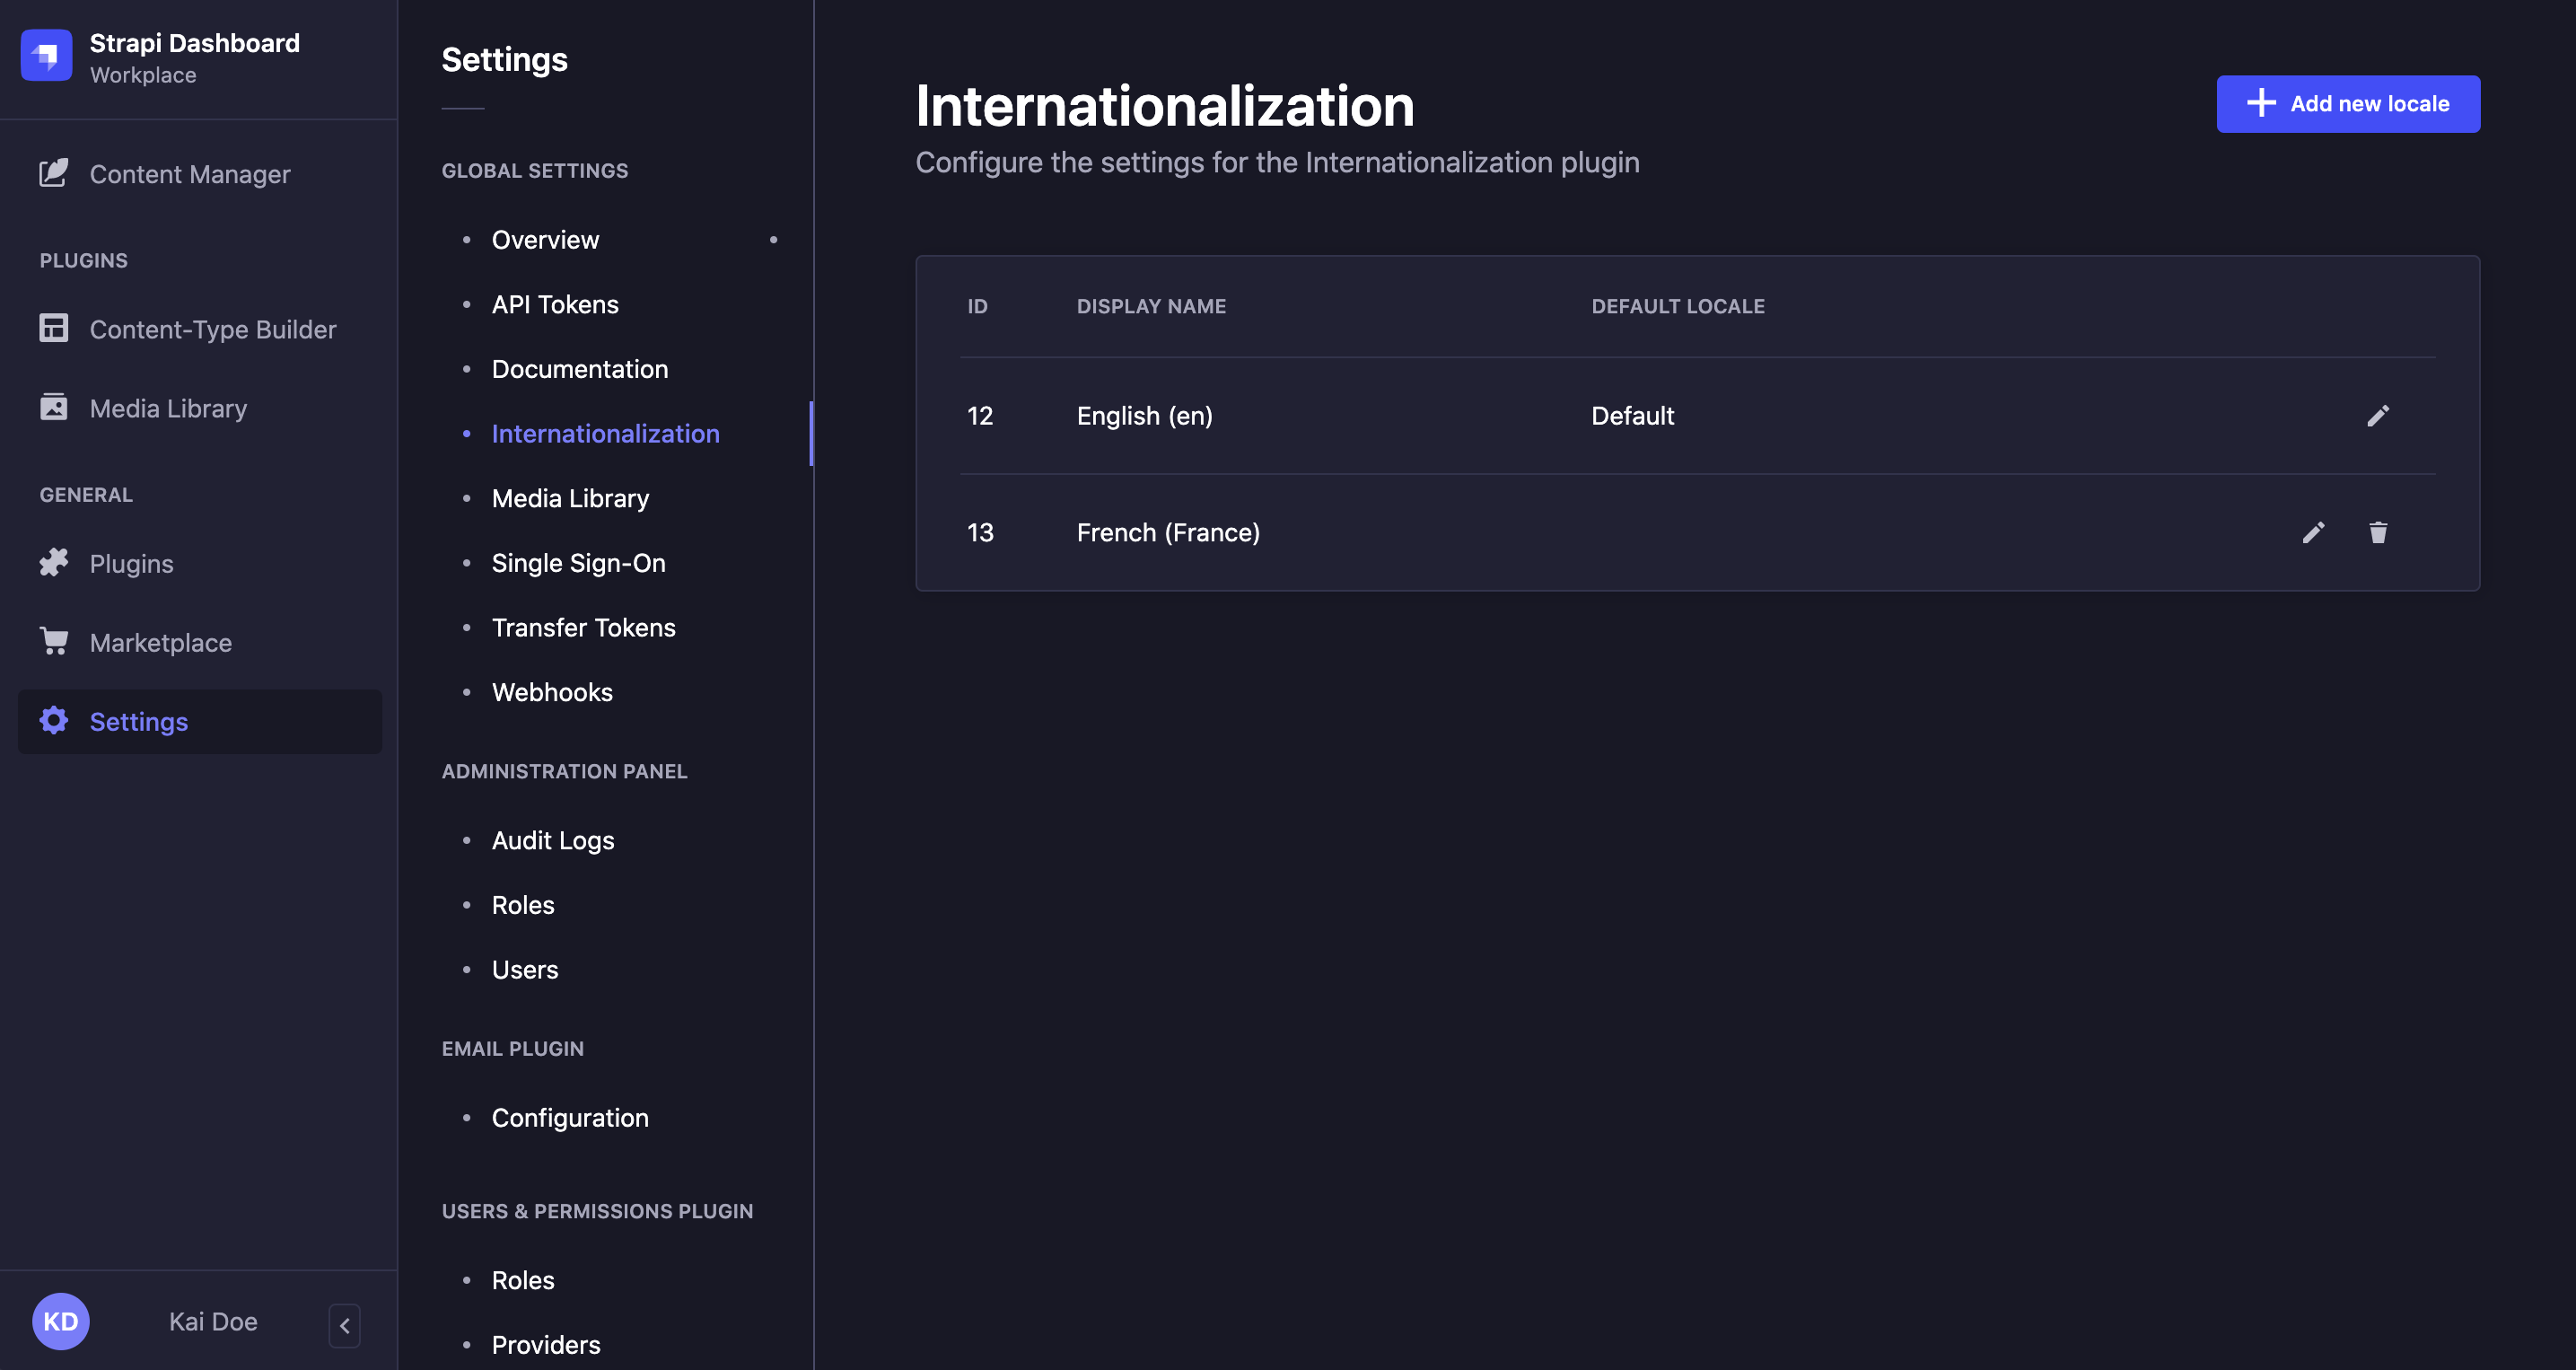 Strapi Dashboard
Workplace
Content Manager
PLUGINS
Content-Type Builder
Media Library
GENERAL
Plugins
Marketplace
Settings
KD
Kai Doe
Settings
GLOBAL SETTINGS
Overview
API Tokens
Documentation
Internationalization
Media Library
Single Sign-On
Transfer Tokens
Webhooks
ADMINISTRATION PANEL
Audit Logs
Roles
Users
EMAIL PLUGIN
Configuration
USERS & PERMISSIONS PLUGIN
Roles
Providers
Internationalization
Configure the settings for the Internationalization plugin
Add new locale
ID DISPLAY NAME DEFAULT LOCALE
12 English (en) Default
13 French (France)